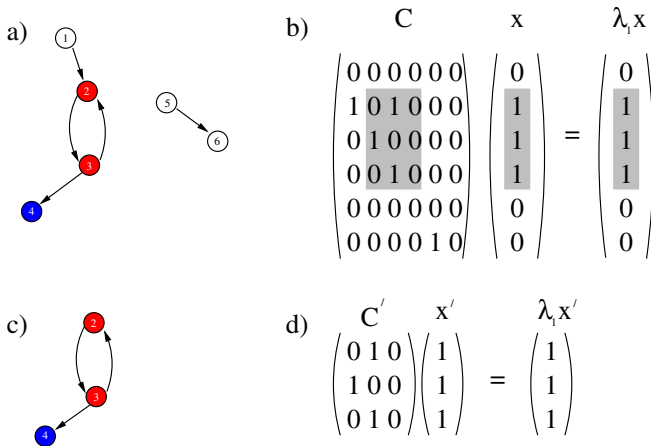 a)
1
2
3
4
5
6
b)
C x λ₁x
0 0 0 0 0 0 0 0
1 0 1 0 0 0 1 1
0 1 0 0 0 0 1 = 1
0 0 1 0 0 0 1 1
0 0 0 0 0 0 0 0
0 0 0 0 1 0 0 0
c)
2
3
4
d)
C′ x′ λ₁x′
0 1 0 1 1
1 0 0 1 = 1
0 1 0 1 1